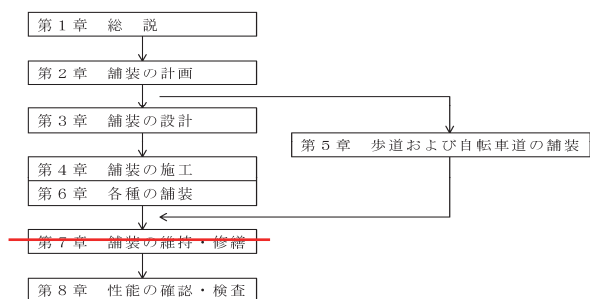 第１章　総　説
第２章　舗装の計画
第３章　舗装の設計
第５章　歩道および自転車道の舗装
第４章　舗装の施工
第６章　各種の舗装
第７章　舗装の維持・修繕
第８章　性能の確認・検査